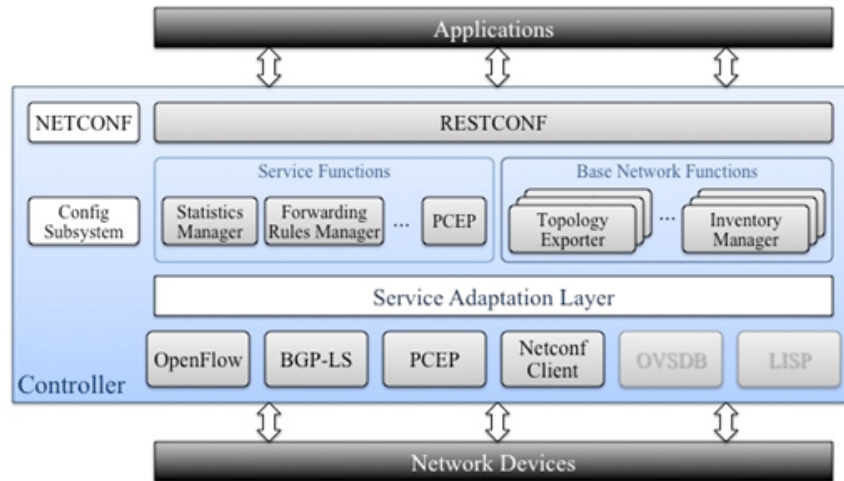 Applications
NETCONF
RESTCONF
Service Functions
Base Network Functions
Config
Subsystem
Statistics
Manager
Forwarding
Rules Manager
...
PCEP
Topology
Exporter
...
Inventory
Manager
Service Adaptation Layer
OpenFlow
BGP-LS
PCEP
Netconf
Client
OVSDB
LISP
Controller
Network Devices